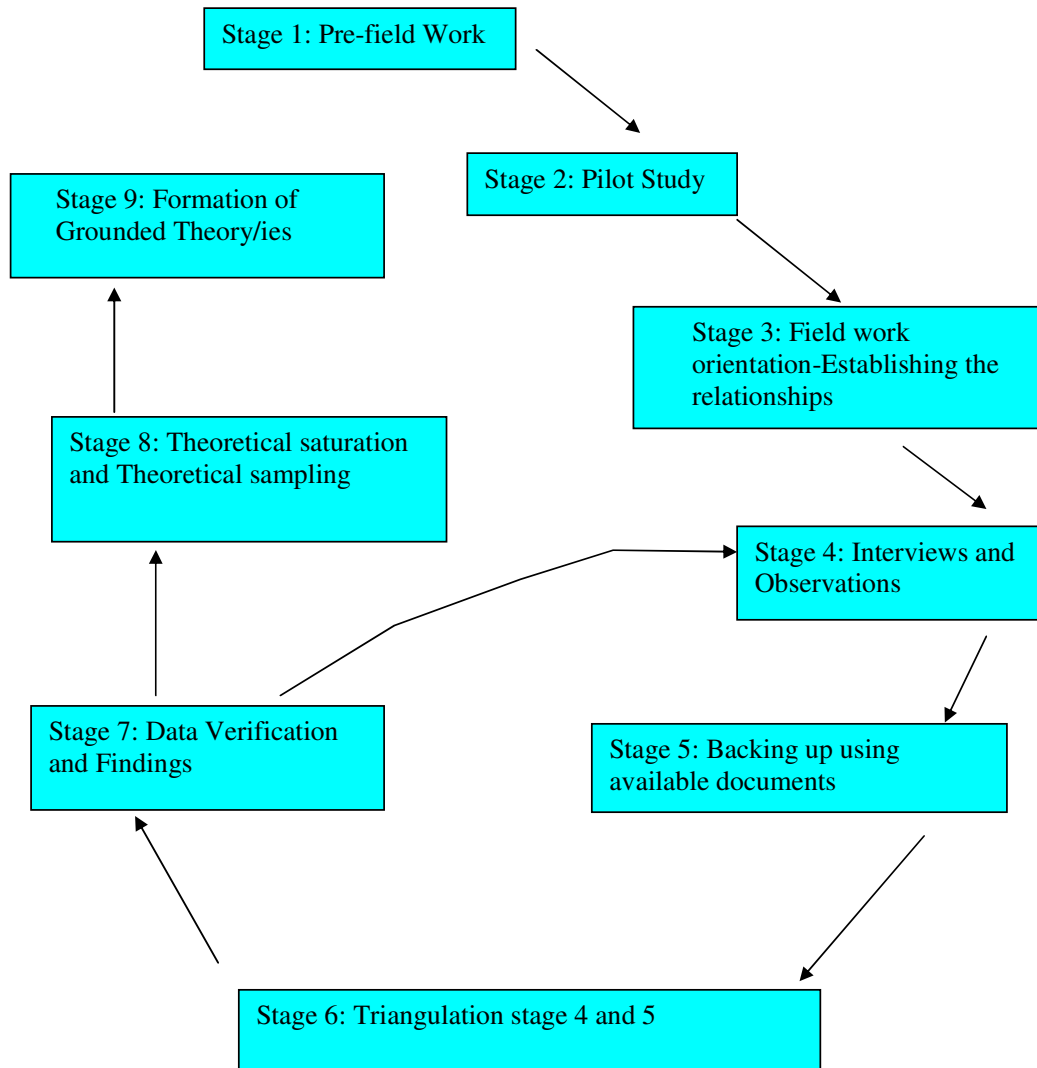 Stage 1: Pre-field Work
Stage 2: Pilot Study
Stage 3: Field work
orientation-Establishing the
relationships
Stage 4: Interviews and
Observations
Stage 5: Backing up using
available documents
Stage 6: Triangulation stage 4 and 5
Stage 7: Data Verification
and Findings
Stage 8: Theoretical saturation
and Theoretical sampling
Stage 9: Formation of
Grounded Theory/ies